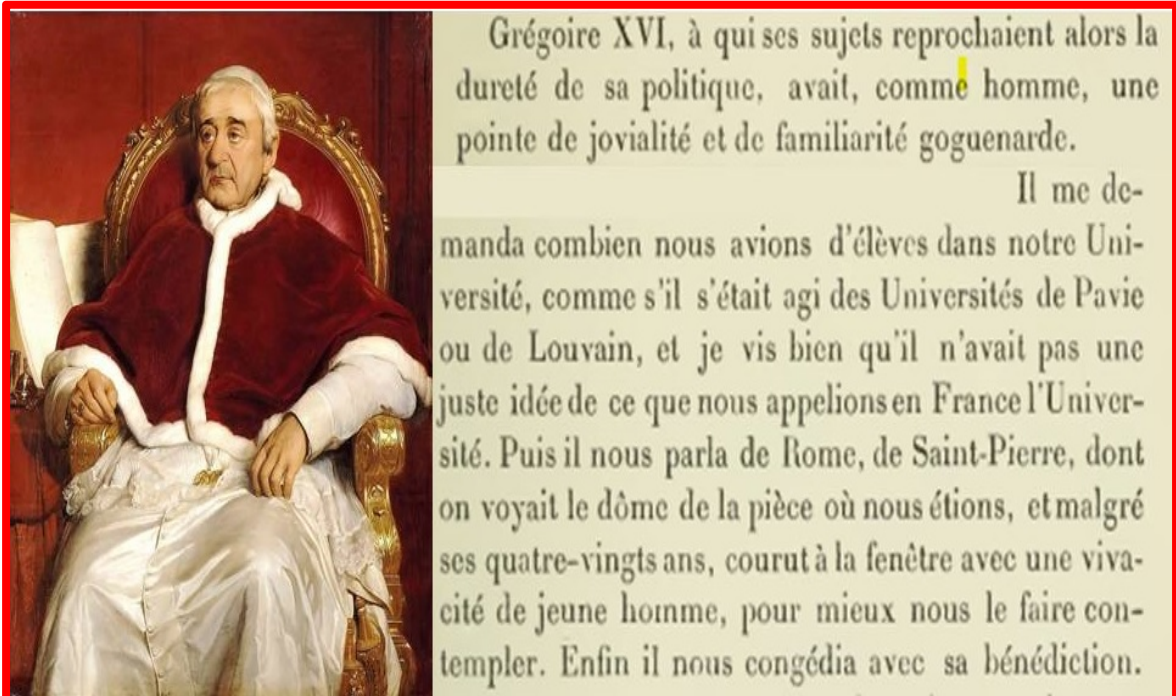 Grégoire XVI, à qui ses sujets reprochaient alors la
dureté de sa politique, avait, comme homme, une
pointe de jovialité et de familiarité goguenarde.
Il me de-
manda combien nous avions d'élèves dans notre Uni-
versité, comme s'il s'était agi des Universités de Pavie
ou de Louvain, et je vis bien qu'il n'avait pas une
juste idée de ce que nous appelions en France l'Univer-
sité. Puis il nous parla de Rome, de Saint-Pierre, dont
on voyait le dôme de la pièce où nous étions, et malgré
ses quatre-vingts ans, courut à la fenêtre avec une viva-
cité de jeune homme, pour mieux nous le faire con-
templer. Enfin il nous congédia avec sa bénédiction.